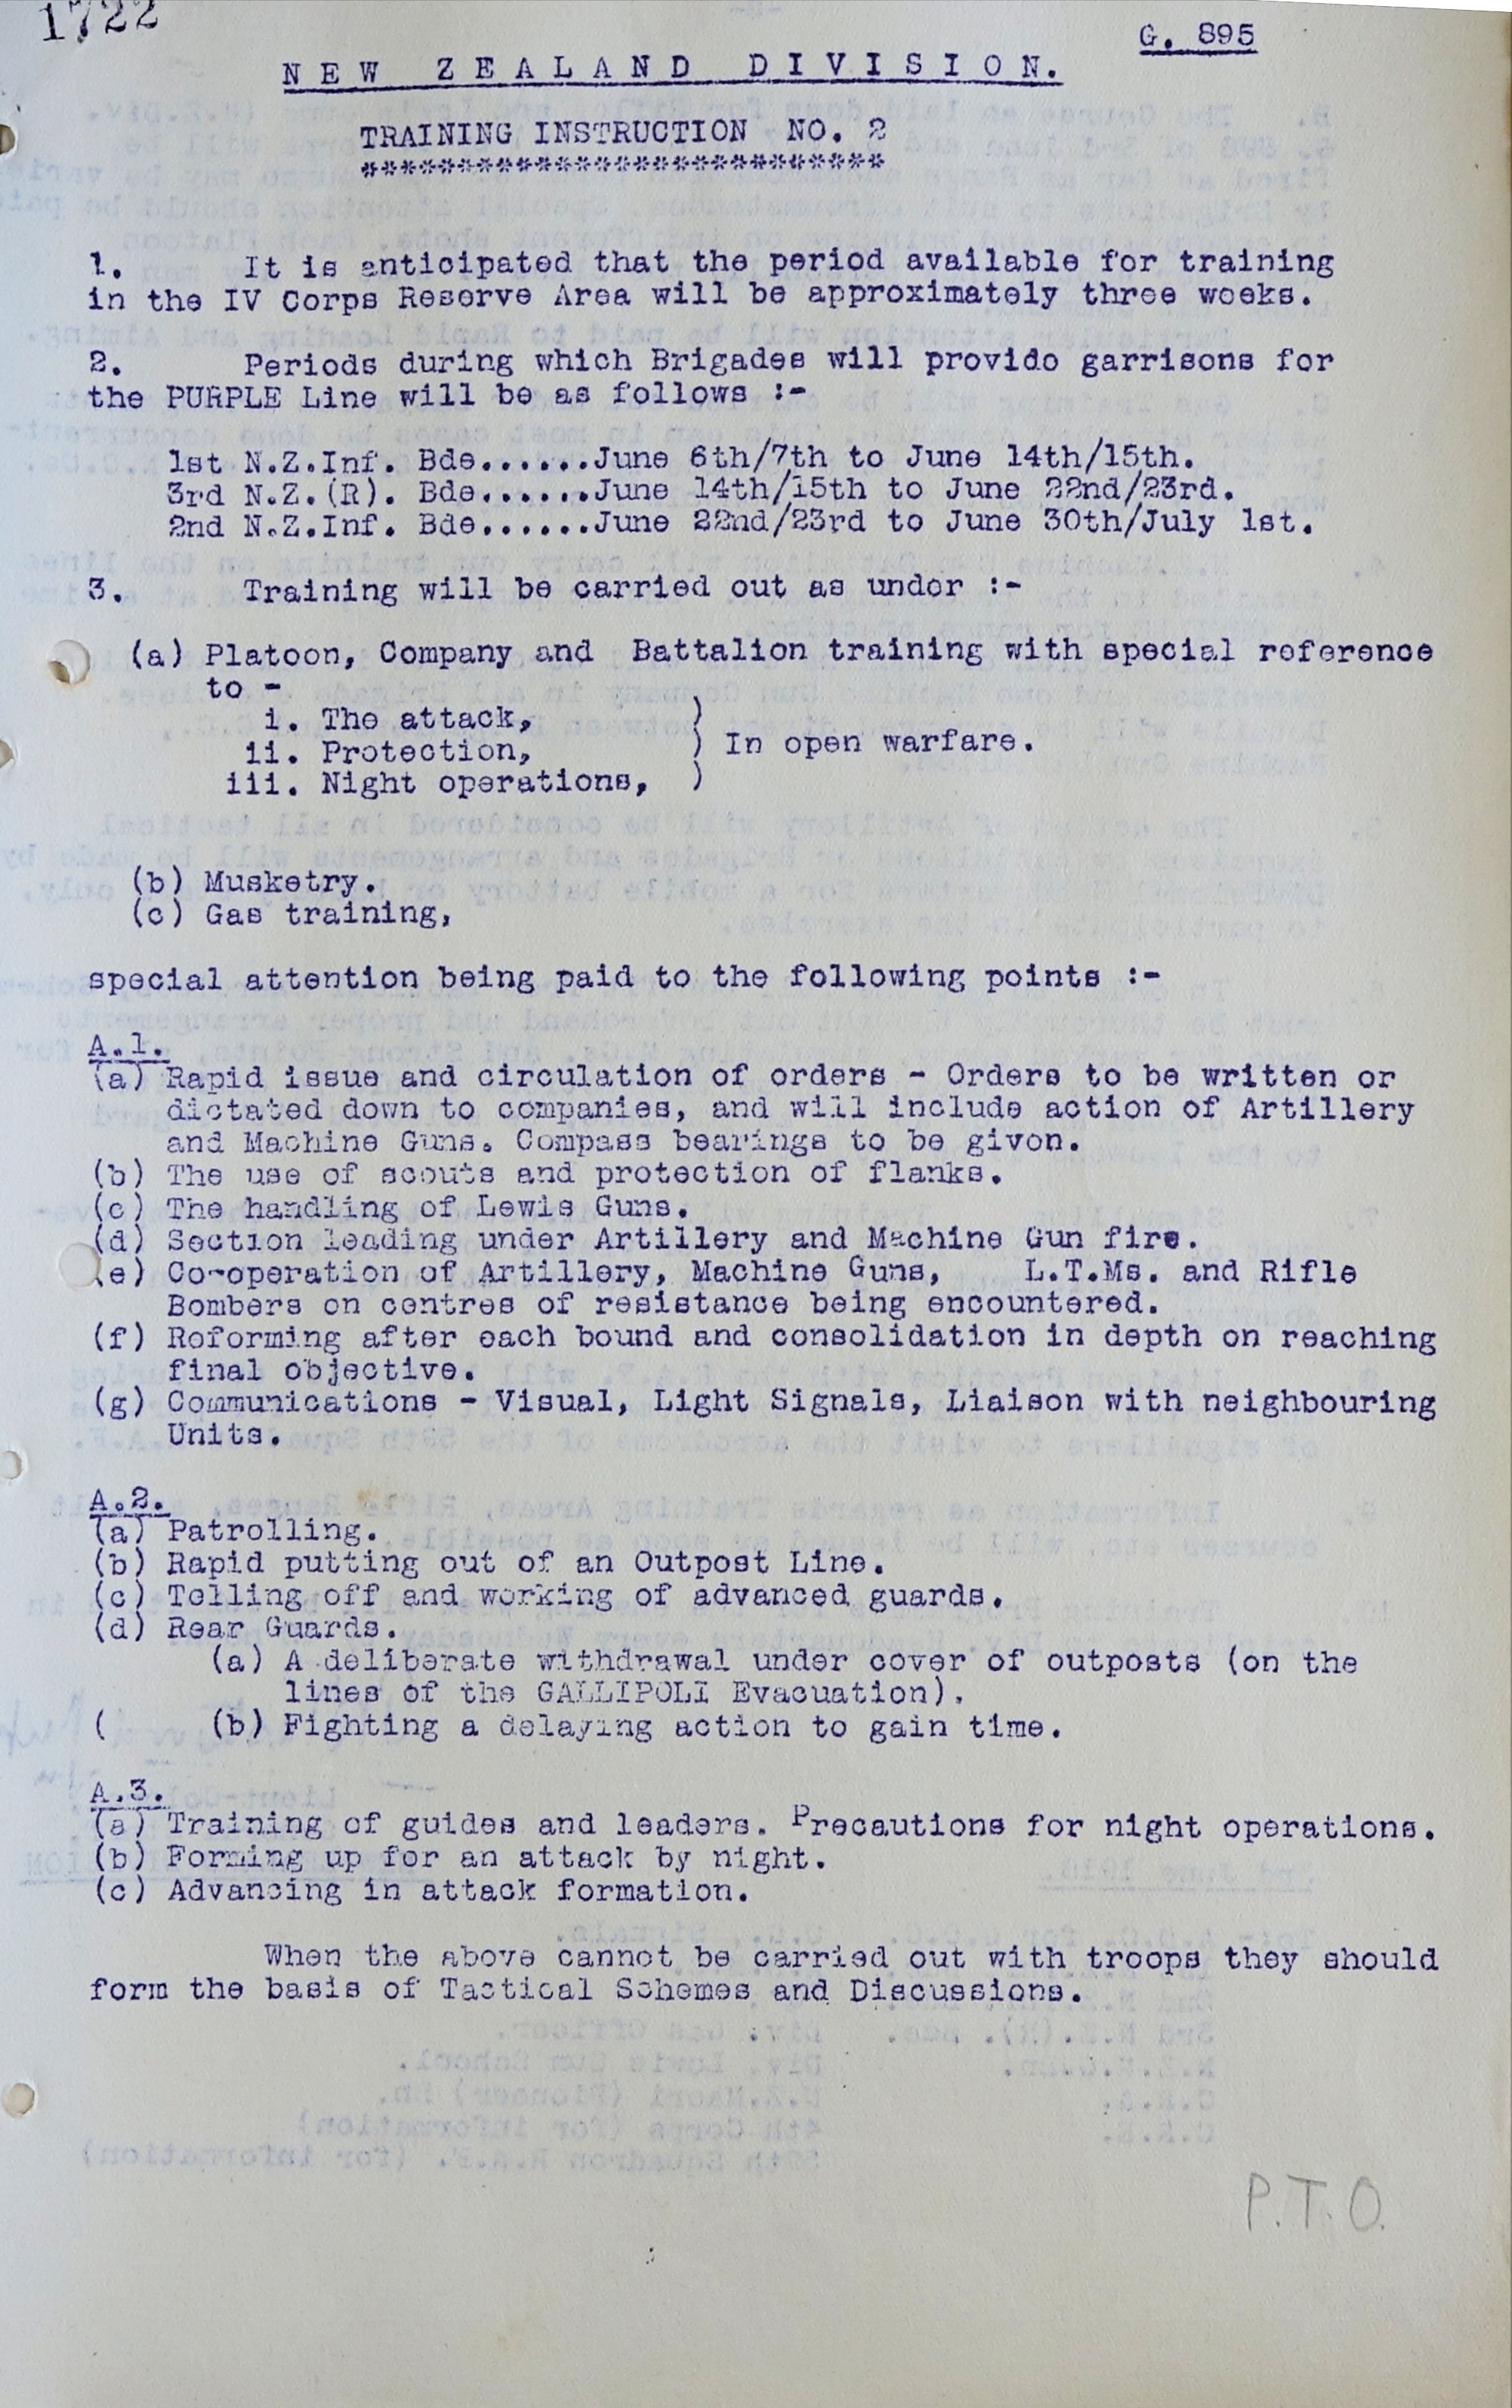 1722
G. 895
NEW ZEALAND DIVISION.
TRAINING INSTRUCTION NO. 2
***************************
1. It is anticipated that the period available for training
in the IV Corps Reserve Area will be approximately three weeks.
2. Periods during which Brigades will provide garrisons for
the PURPLE Line will be as follows :-
1st N.Z.Inf. Bde......June 6th/7th to June 14th/15th.
3rd N.Z.(R). Bde......June 14th/15th to June 22nd/23rd.
2nd N.Z.Inf. Bde......June 22nd/23rd to June 30th/July 1st.
3. Training will be carried out as under :-
(a) Platoon, Company and Battalion training with special reference
to -
i. The attack, )
ii. Protection, ) In open warfare.
iii. Night operations, )
(b) Musketry.
(c) Gas training,
special attention being paid to the following points :-
A.1.
(a) Rapid issue and circulation of orders - Orders to be written or
dictated down to companies, and will include action of Artillery
and Machine Guns. Compass bearings to be given.
(b) The use of scouts and protection of flanks.
(c) The handling of Lewis Guns.
(d) Section leading under Artillery and Machine Gun fire.
(e) Co-operation of Artillery, Machine Guns, L.T.Ms. and Rifle
Bombers on centres of resistance being encountered.
(f) Reforming after each bound and consolidation in depth on reaching
final objective.
(g) Communications - Visual, Light Signals, Liaison with neighbouring
Units.
A.2.
(a) Patrolling.
(b) Rapid putting out of an Outpost Line.
(c) Telling off and working of advanced guards.
(d) Rear Guards.
(a) A deliberate withdrawal under cover of outposts (on the
lines of the GALLIPOLI Evacuation).
( (b) Fighting a delaying action to gain time.
A.3.
(a) Training of guides and leaders. Precautions for night operations.
(b) Forming up for an attack by night.
(c) Advancing in attack formation.
When the above cannot be carried out with troops they should
form the basis of Tactical Schemes and Discussions.
P.T.O.